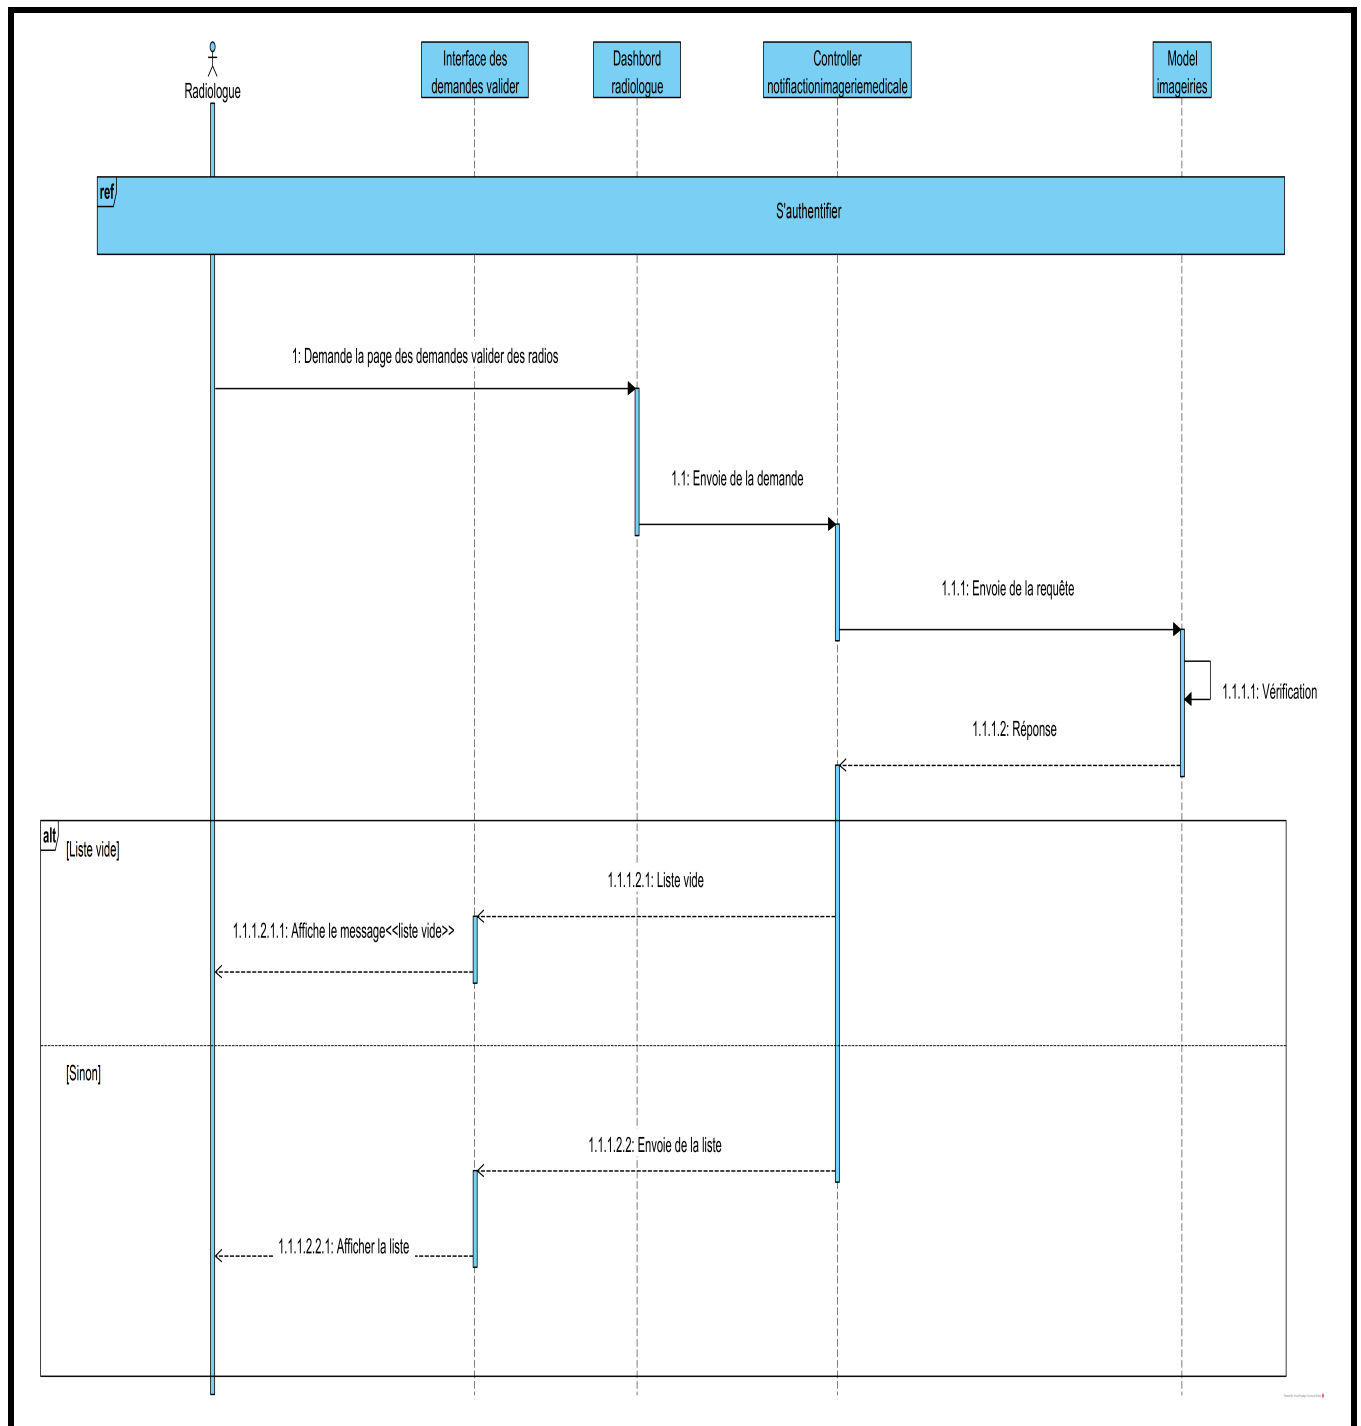 Radiologue
Interface des
demandes valider
Dashbord
radiologue
Controller
notifiactionimageriemedicale
Model
imageiries
ref
S'authentifier
1: Demande la page des demandes valider des radios
1.1: Envoie de la demande
1.1.1: Envoie de la requête
1.1.1.1: Vérification
1.1.1.2: Réponse
alt
[Liste vide]
1.1.1.2.1: Liste vide
1.1.1.2.1.1: Affiche le message<<liste vide>>
[Sinon]
1.1.1.2.2: Envoie de la liste
1.1.1.2.2.1: Afficher la liste